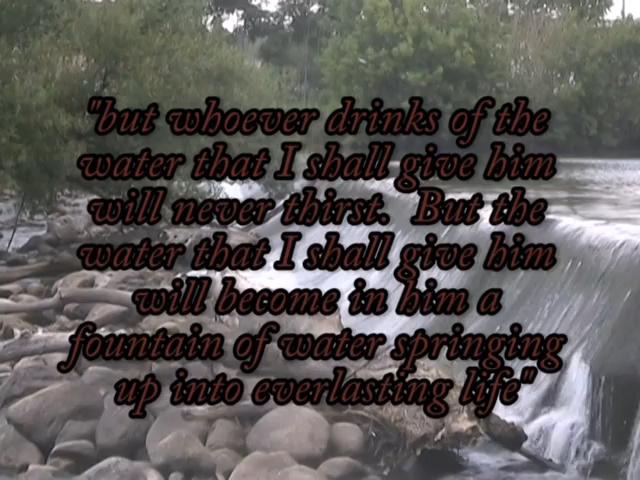 "but whoever drinks of the
water that I shall give him
will never thirst.  But the
water that I shall give him
will become in him a
fountain of water springing
up into everlasting life"